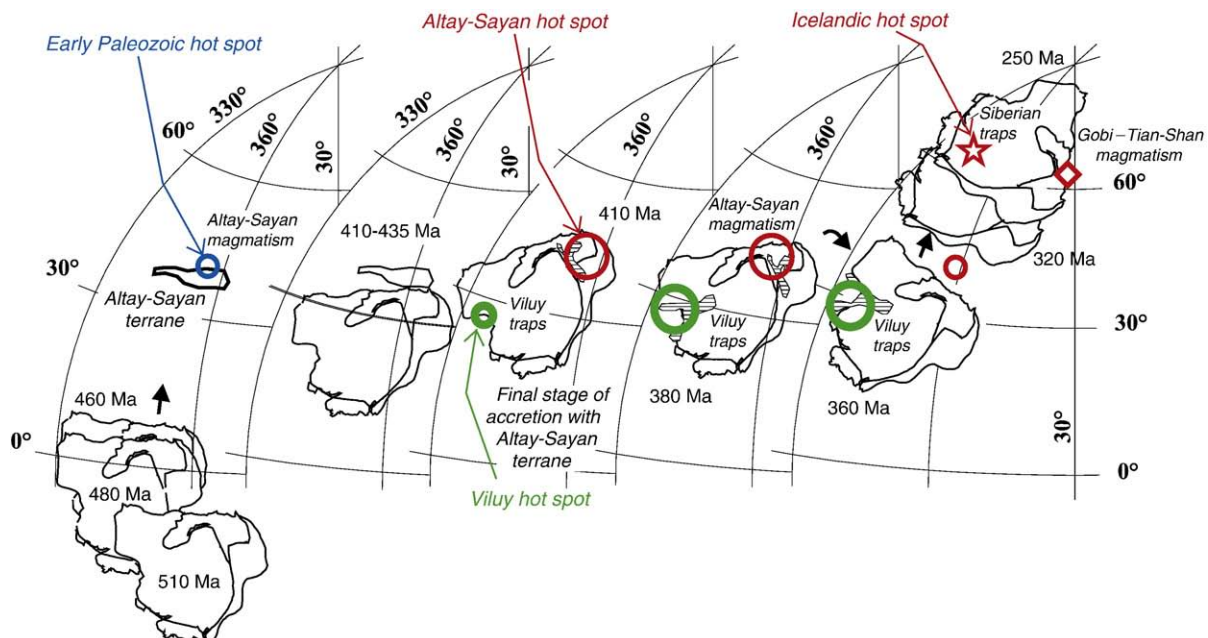 Altay-Sayan hot spot
Icelandic hot spot
Early Paleozoic hot spot
250 Ma
330°
60°
360°
30°
330°
360°
30°
360°
Siberian
traps
Gobi–Tian-Shan
magmatism
60°
Altay-Sayan
magmatism
410-435 Ma
410 Ma
Altay-Sayan
magmatism
320 Ma
30°
Altay-Sayan
terrane
Viluy
traps
Viluy
traps
Viluy
traps
30°
460 Ma
Final stage of
accretion with
Altay-Sayan
terrane
380 Ma
360 Ma
30°
0°
0°
480 Ma
Viluy hot spot
510 Ma